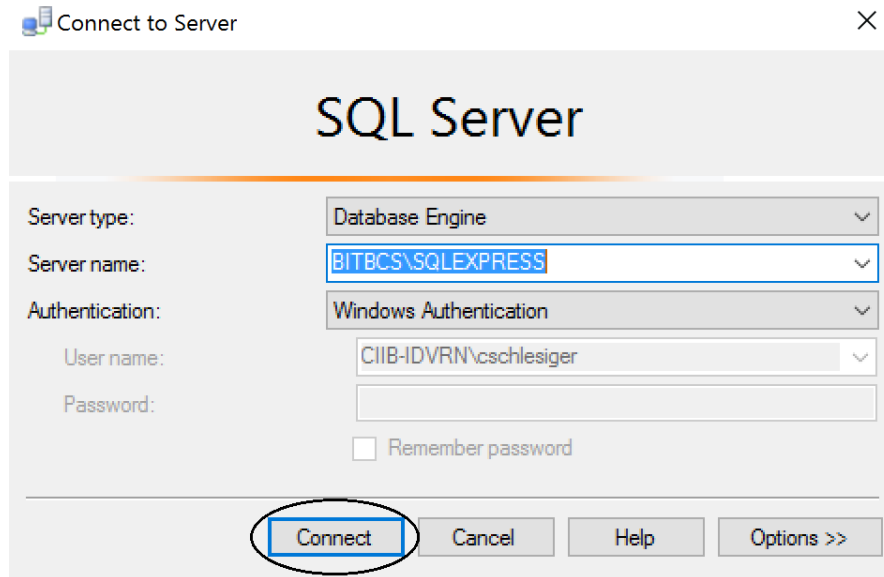 Connect to Server
SQL Server
Server type: Database Engine
Server name: BITBCS\SQLEXPRESS
Authentication: Windows Authentication
User name: CIIB-IDVRN\cschlesiger
Password:
Remember password
Connect Cancel Help Options >>